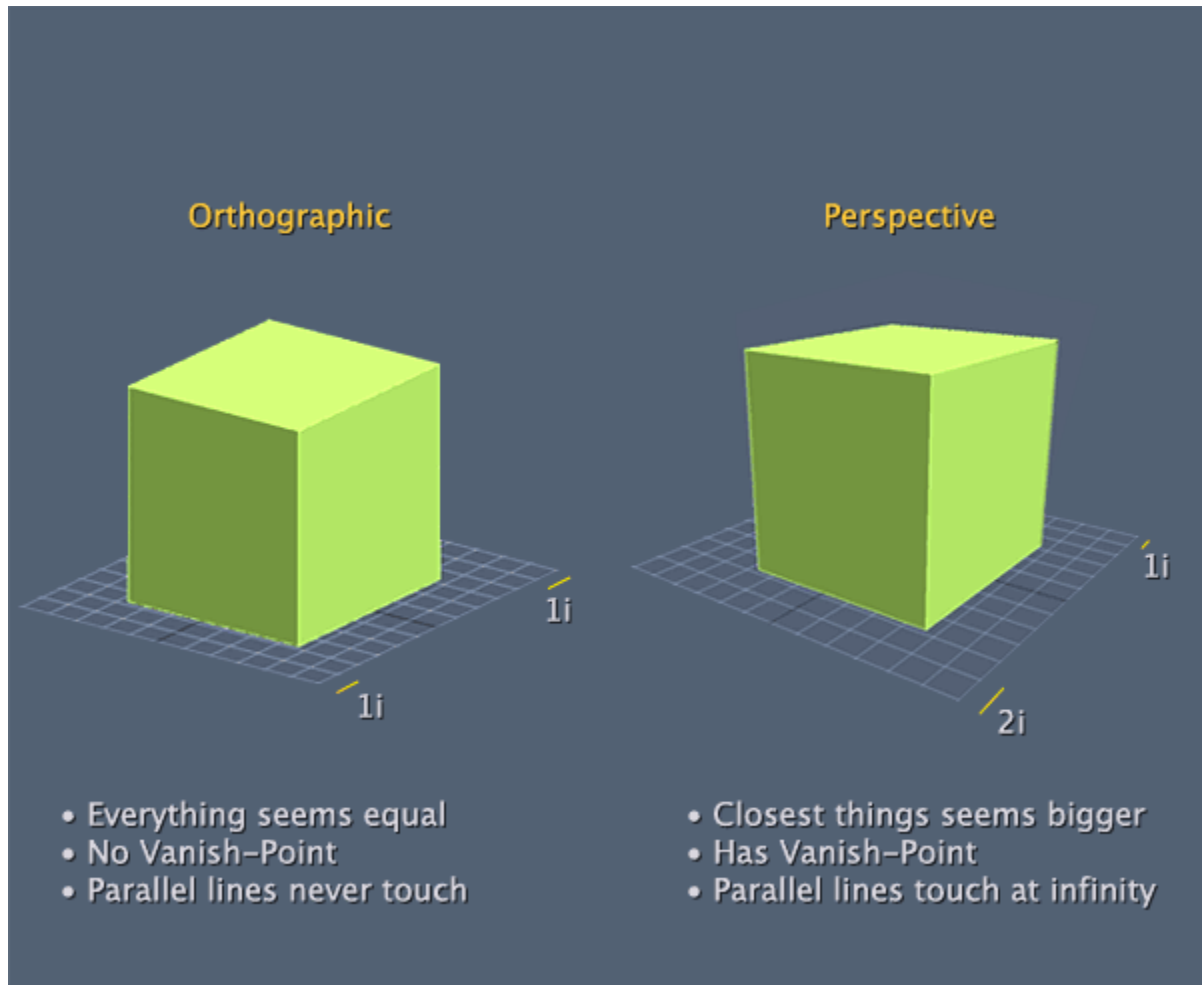 Orthographic
Perspective
1i
1i
1i
2i
• Everything seems equal
• No Vanish-Point
• Parallel lines never touch
• Closest things seems bigger
• Has Vanish-Point
• Parallel lines touch at infinity